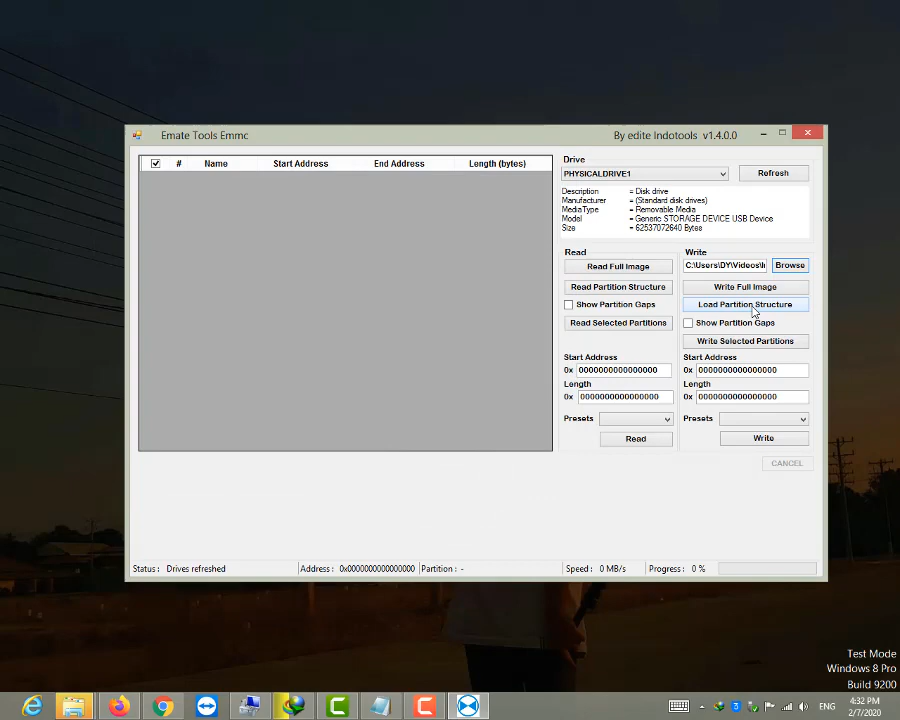 Emate Tools Emmc
By edite Indotools v1.4.0.0
# Name Start Address End Address Length (bytes)
Drive
PHYSICALDRIVE1
Refresh
Description = Disk drive
Manufacturer = (Standard disk drives)
MediaType = Removable Media
Model = Generic STORAGE DEVICE USB Device
Size = 62537072640 Bytes
Read
Read Full Image
Read Partition Structure
Show Partition Gaps
Read Selected Partitions
Start Address
0x 0000000000000000
Length
0x 0000000000000000
Presets
Read
Write
C:\Users\DY\Videos\
Browse
Write Full Image
Load Partition Structure
Show Partition Gaps
Write Selected Partitions
Start Address
0x 0000000000000000
Length
0x 0000000000000000
Presets
Write
CANCEL
Status : Drives refreshed
Address : 0x0000000000000000
Partition : -
Speed : 0 MB/s
Progress : 0 %
Test Mode
Windows 8 Pro
Build 9200
ENG
4:32 PM
2/7/2020